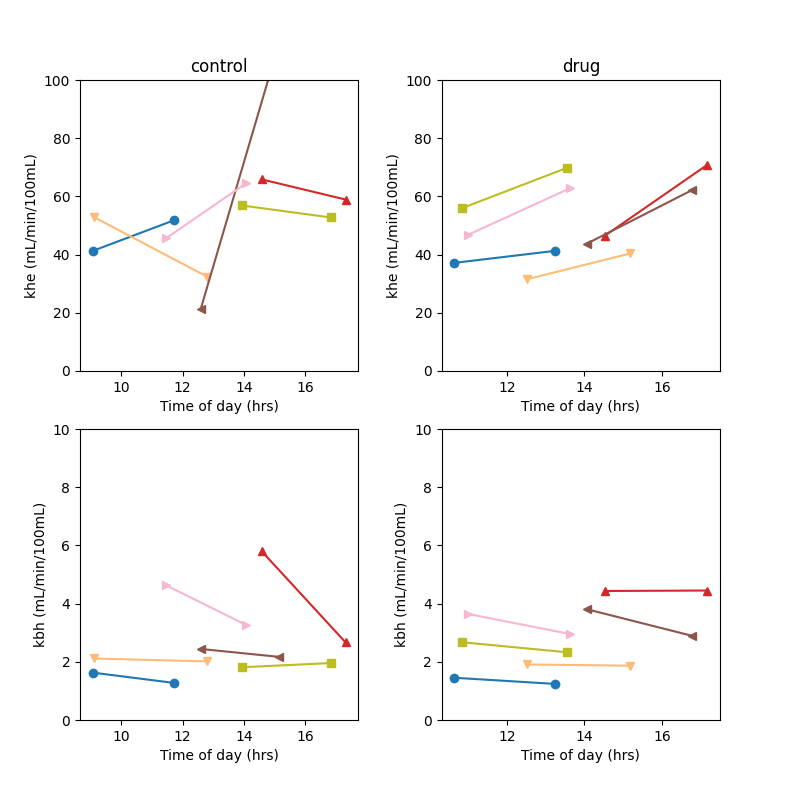 control
drug
khe (mL/min/100mL)
100
80
60
40
20
0
10 12 14 16
Time of day (hrs)
khe (mL/min/100mL)
100
80
60
40
20
0
12 14 16
Time of day (hrs)
kbh (mL/min/100mL)
10
8
6
4
2
0
10 12 14 16
Time of day (hrs)
kbh (mL/min/100mL)
10
8
6
4
2
0
12 14 16
Time of day (hrs)